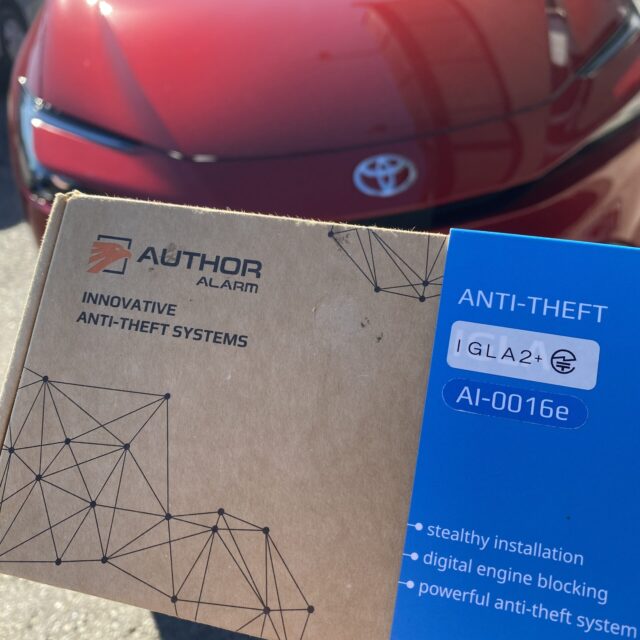 AUTHOR
ALARM
INNOVATIVE
ANTI-THEFT SYSTEMS
ANTI-THEFT
IGLA2+
AI-0016e
stealthy installation
digital engine blocking
powerful anti-theft system